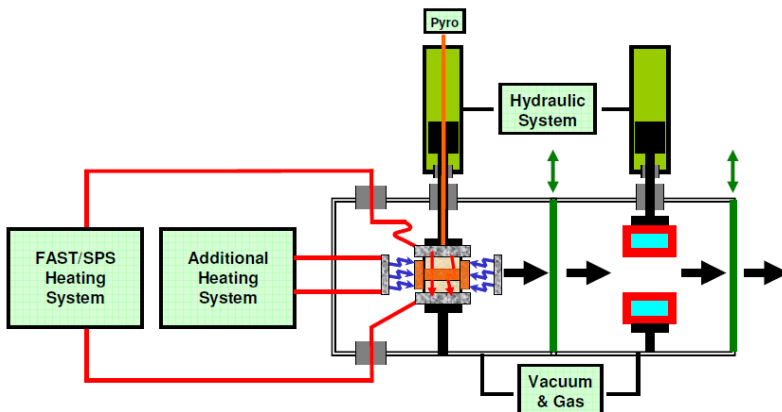 Pyro
Hydraulic
System
FAST/SPS
Heating
System
Additional
Heating
System
Vacuum
& Gas